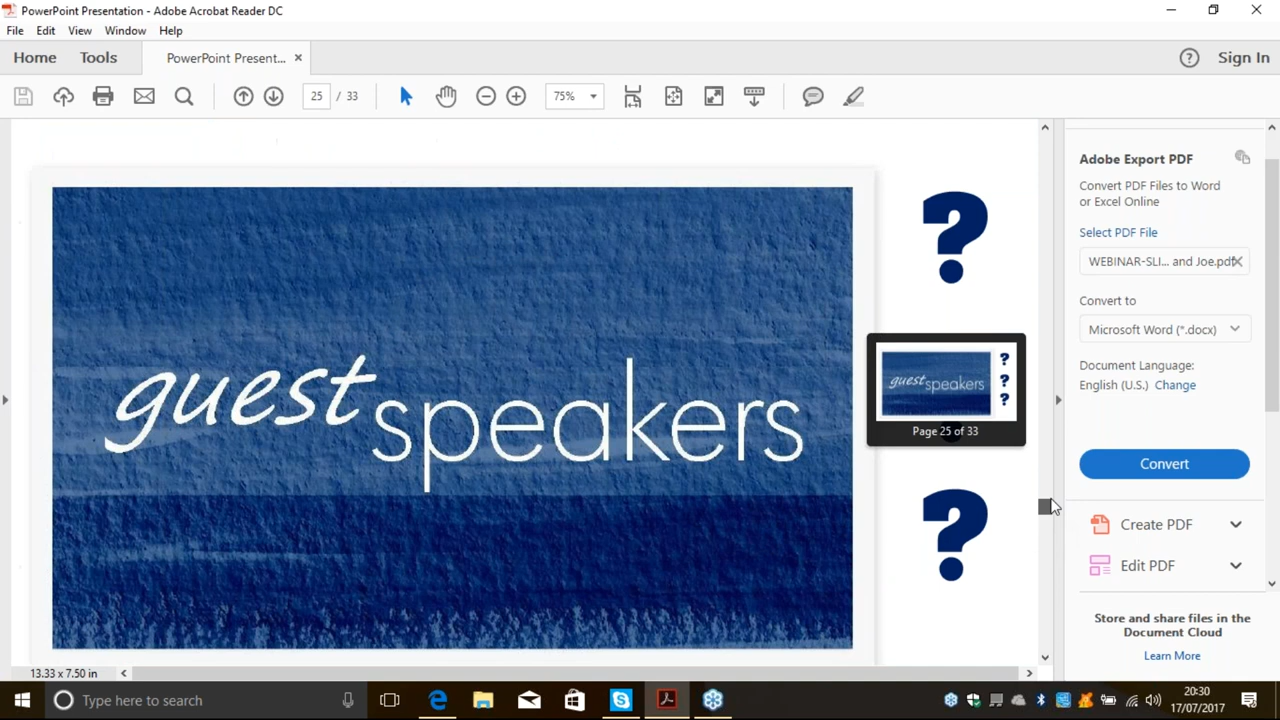 PowerPoint Presentation - Adobe Acrobat Reader DC
File Edit View Window Help
Home Tools PowerPoint Present... × ? Sign In
25 / 33 75%
guest speakers
?
?
guest speakers
?
?
?
Page 25 of 33
Adobe Export PDF
Convert PDF Files to Word
or Excel Online
Select PDF File
WEBINAR-SLI... and Joe.pdf
Convert to
Microsoft Word (*.docx)
Document Language:
English (U.S.) Change
Convert
Create PDF
Edit PDF
Store and share files in the
Document Cloud
Learn More
13.33 x 7.50 in
Type here to search
20:30
17/07/2017